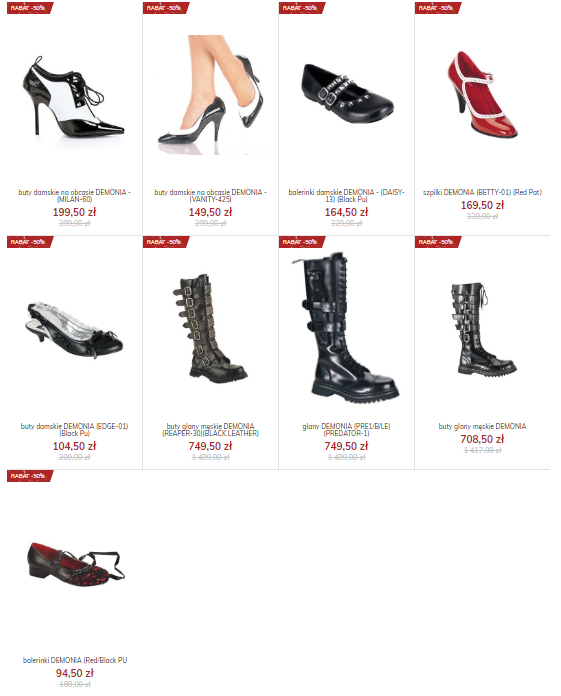 RABAT -50%
RABAT -50%
RABAT -50%
RABAT -50%
buty damskie na obcasie DEMONIA -
(MILAN-60)
199,50 zł
399,00 zł
buty damskie na obcasie DEMONIA -
(VANITY-425)
149,50 zł
299,00 zł
balerinki damskie DEMONIA - (DAISY-
13) (Black Pu)
164,50 zł
329,00 zł
szpilki DEMONIA (BETTY-01) (Red Pat)
169,50 zł
339,00 zł
RABAT -50%
RABAT -50%
RABAT -50%
RABAT -50%
buty damskie DEMONIA (EDGE-01)
(Black Pu)
104,50 zł
209,00 zł
buty glany męskie DEMONIA
(REAPER-30)(BLACK LEATHER)
749,50 zł
1 499,00 zł
glany DEMONIA (PRE1/B/LE)
(PREDATOR-1)
749,50 zł
1 499,00 zł
buty glany męskie DEMONIA
708,50 zł
1 417,00 zł
RABAT -50%
balerinki DEMONIA (Red/Black PU
94,50 zł
189,00 zł